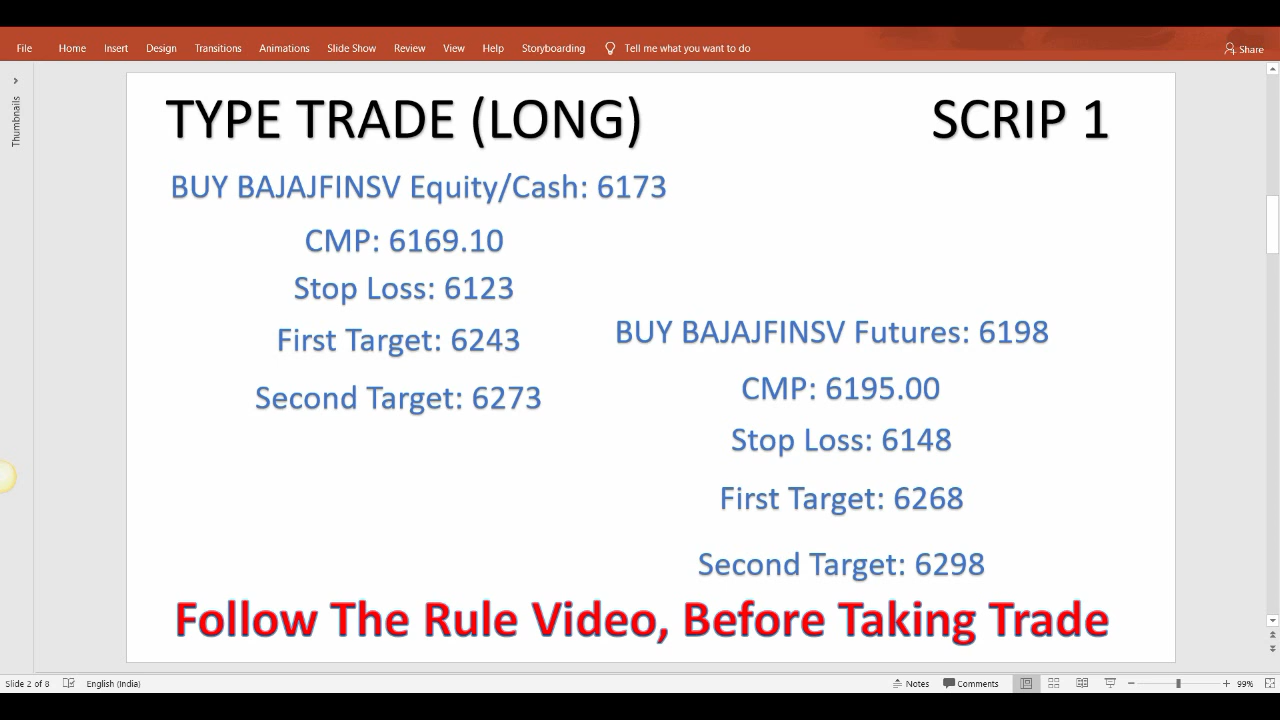 File Home Insert Design Transitions Animations Slide Show Review View Help Storyboarding Tell me what you want to do Share
Thumbnails
TYPE TRADE (LONG) SCRIP 1
BUY BAJAJFINSV Equity/Cash: 6173
CMP: 6169.10
Stop Loss: 6123
First Target: 6243
Second Target: 6273
BUY BAJAJFINSV Futures: 6198
CMP: 6195.00
Stop Loss: 6148
First Target: 6268
Second Target: 6298
Follow The Rule Video, Before Taking Trade
Slide 2 of 8 English (India) Notes Comments 99%